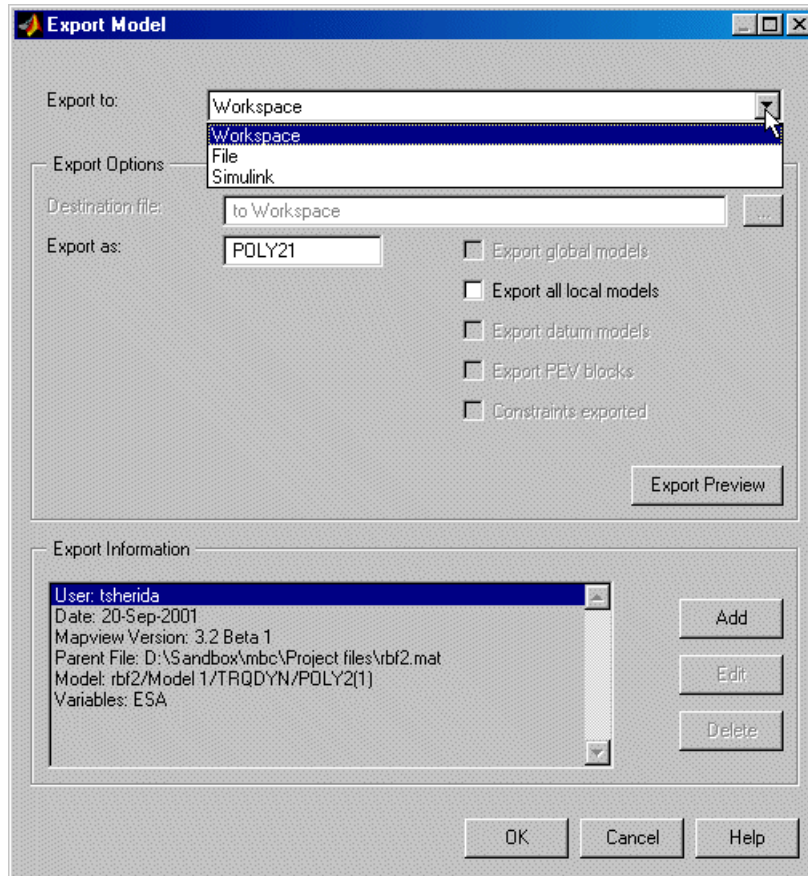 Export Model
Export to:
Workspace
Workspace
File
Simulink
Export Options
Destination file:
to Workspace
...
Export as:
POLY21
Export global models
Export all local models
Export datum models
Export PEV blocks
Constraints exported
Export Preview
Export Information
User: tsherida
Date: 20-Sep-2001
Mapview Version: 3.2 Beta 1
Parent File: D:\Sandbox\mbc\Project files\rbf2.mat
Model: rbf2/Model 1/TRQDYN/POLY2(1)
Variables: ESA
Add
Edit
Delete
OK
Cancel
Help